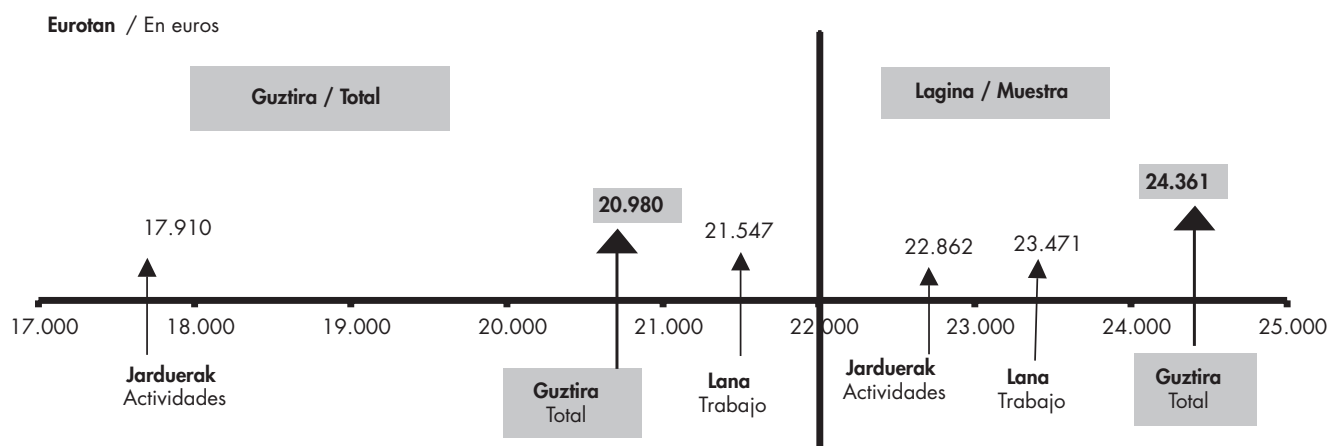 Eurotan / En euros
Guztira / Total
Lagina / Muestra
24.361
20.980
17.910
21.547
22.862
23.471
17.000
18.000
19.000
20.000
21.000
22.000
23.000
24.000
25.000
Jarduerak
Actividades
Guztira
Total
Lana
Trabajo
Jarduerak
Actividades
Lana
Trabajo
Guztira
Total